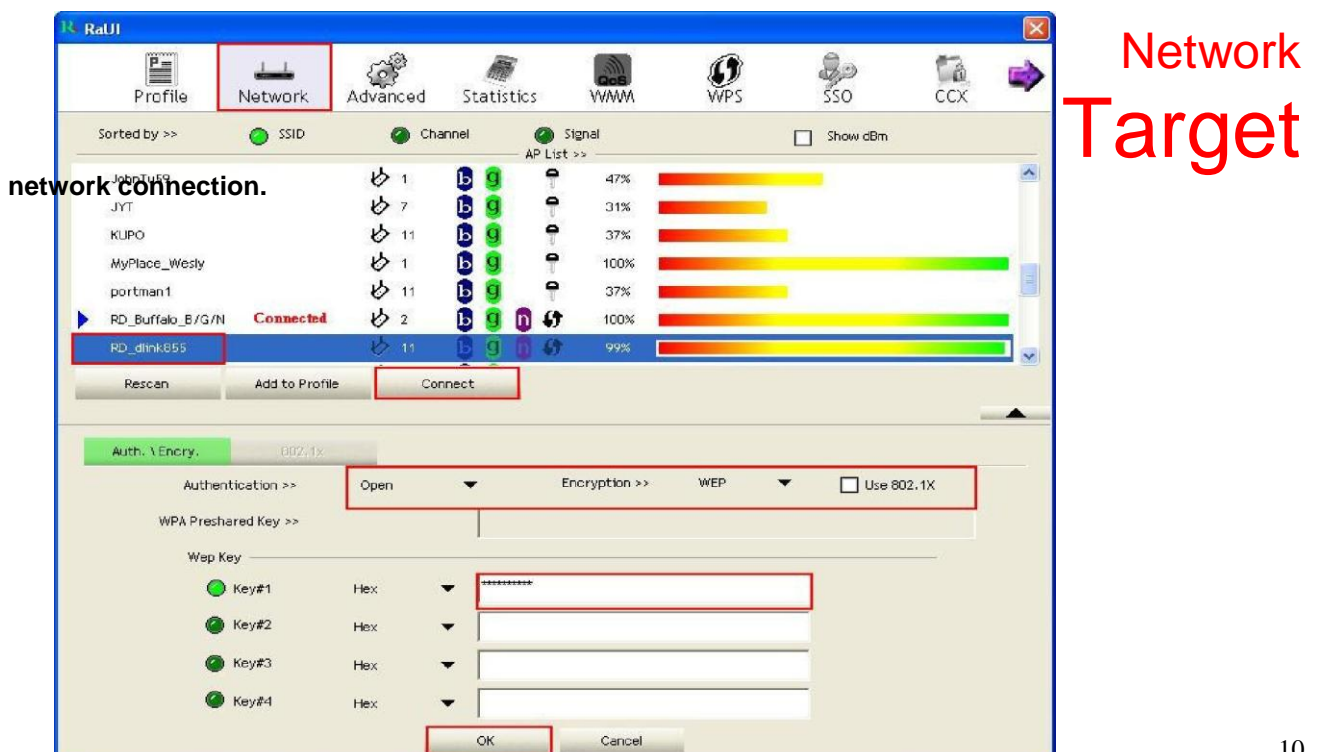 RaUI
Network
Target
Profile Network Advanced Statistics QoS WMM WPS SSO CCX
Sorted by >> SSID Channel Signal Show dBm
AP List >>
JohnTu59 1 b g 47%
network connection.
JYT 7 b g 31%
KUPO 11 b g 37%
MyPlace_Wesly 1 b g 100%
portman1 11 b g 37%
RD_Buffalo_B/G/N Connected 2 b g n 100%
RD_dlink855 11 b g n 99%
Rescan Add to Profile Connect
Auth. \ Encry. 802.1x
Authentication >> Open Encryption >> WEP Use 802.1X
WPA Preshared Key >>
Wep Key
Key#1 Hex **********
Key#2 Hex
Key#3 Hex
Key#4 Hex
OK Cancel
10